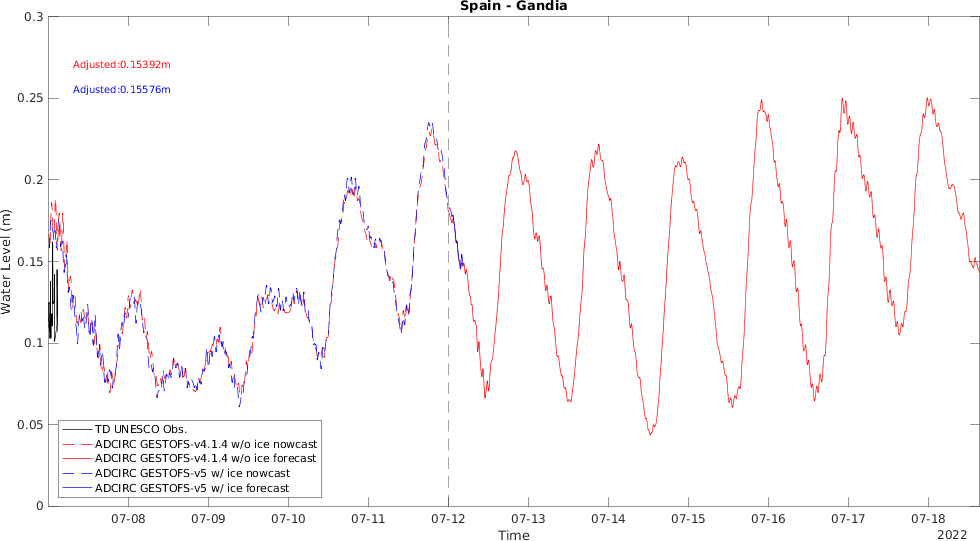 Spain - Gandia
0.3
0.25
0.2
0.15
0.1
0.05
0
Water Level (m)
Adjusted:0.15392m
Adjusted:0.15576m
TD UNESCO Obs.
ADCIRC GESTOFS-v4.1.4 w/o ice nowcast
ADCIRC GESTOFS-v4.1.4 w/o ice forecast
ADCIRC GESTOFS-v5 w/ ice nowcast
ADCIRC GESTOFS-v5 w/ ice forecast
07-08 07-09 07-10 07-11 07-12 07-13 07-14 07-15 07-16 07-17 07-18
Time
2022